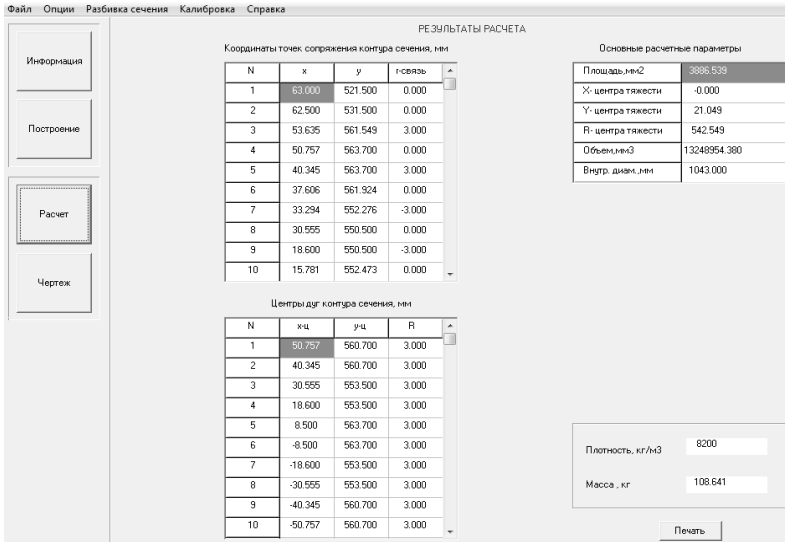 Файл Опции Разбивка сечения Калибровка Справка
РЕЗУЛЬТАТЫ РАСЧЕТА
Информация
Построение
Расчет
Чертеж
Координаты точек сопряжения контура сечения, мм
N x y r-связь
1 63.000 521.500 0.000
2 62.500 531.500 0.000
3 53.635 561.549 3.000
4 50.757 563.700 0.000
5 40.345 563.700 3.000
6 37.606 561.924 0.000
7 33.294 552.276 -3.000
8 30.555 550.500 0.000
9 18.600 550.500 -3.000
10 15.781 552.473 0.000
Центры дуг контура сечения, мм
N x-ц y-ц R
1 50.757 560.700 3.000
2 40.345 560.700 3.000
3 30.555 553.500 3.000
4 18.600 553.500 3.000
5 8.500 563.700 3.000
6 -8.500 563.700 3.000
7 -18.600 553.500 3.000
8 -30.555 553.500 3.000
9 -40.345 560.700 3.000
10 -50.757 560.700 3.000
Основные расчетные параметры
Площадь,мм2 3886.539
X- центра тяжести -0.000
Y- центра тяжести 21.049
R- центра тяжести 542.549
Объем,мм3 13248954.380
Внутр. диам.,мм 1043.000
Плотность, кг/м3 8200
Масса , кг 108.641
Печать